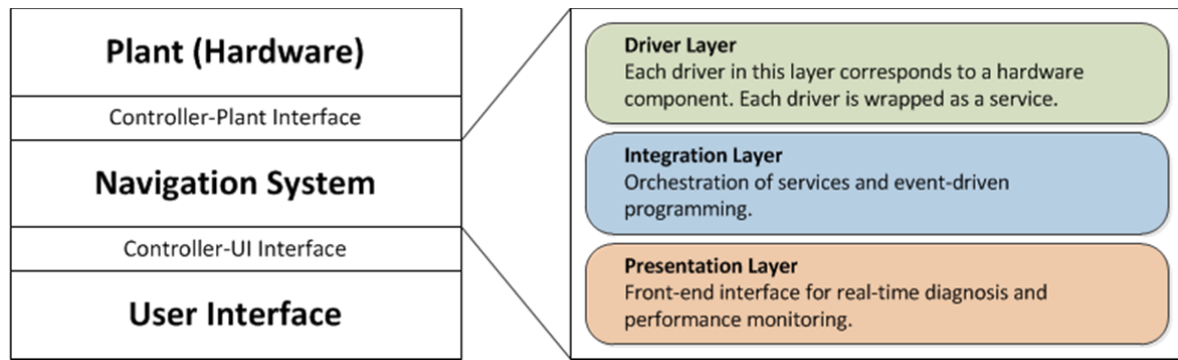 Plant (Hardware)
Controller-Plant Interface
Navigation System
Controller-UI Interface
User Interface
Driver Layer
Each driver in this layer corresponds to a hardware
component. Each driver is wrapped as a service.
Integration Layer
Orchestration of services and event-driven
programming.
Presentation Layer
Front-end interface for real-time diagnosis and
performance monitoring.